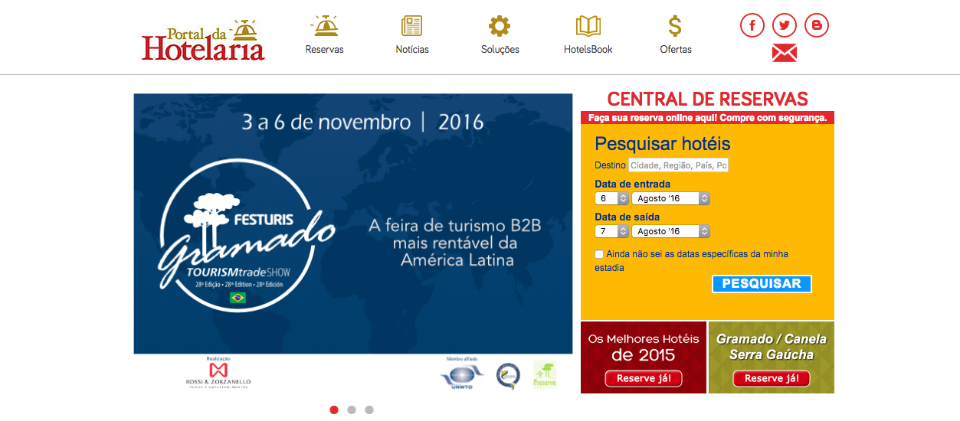 Portal da
Hotelaria
Reservas
Notícias
Soluções
HotelsBook
Ofertas
3 a 6 de novembro | 2016
FESTURIS
Gramado
TOURISMtradeSHOW
28ª Edição • 28th Edition • 28ª Edición
A feira de turismo B2B
mais rentável da
América Latina
Realização
ROSSI & ZORZANELLO
Membro afiliado
UNWTO
CENTRAL DE RESERVAS
Faça sua reserva online aqui! Compre com segurança.
Pesquisar hotéis
Destino Cidade, Região, País, Po
Data de entrada
6 Agosto '16
Data de saída
7 Agosto '16
Ainda não sei as datas específicas da minha
estadia
PESQUISAR
Os Melhores Hotéis
de 2015
Reserve já!
Gramado / Canela
Serra Gaúcha
Reserve já!